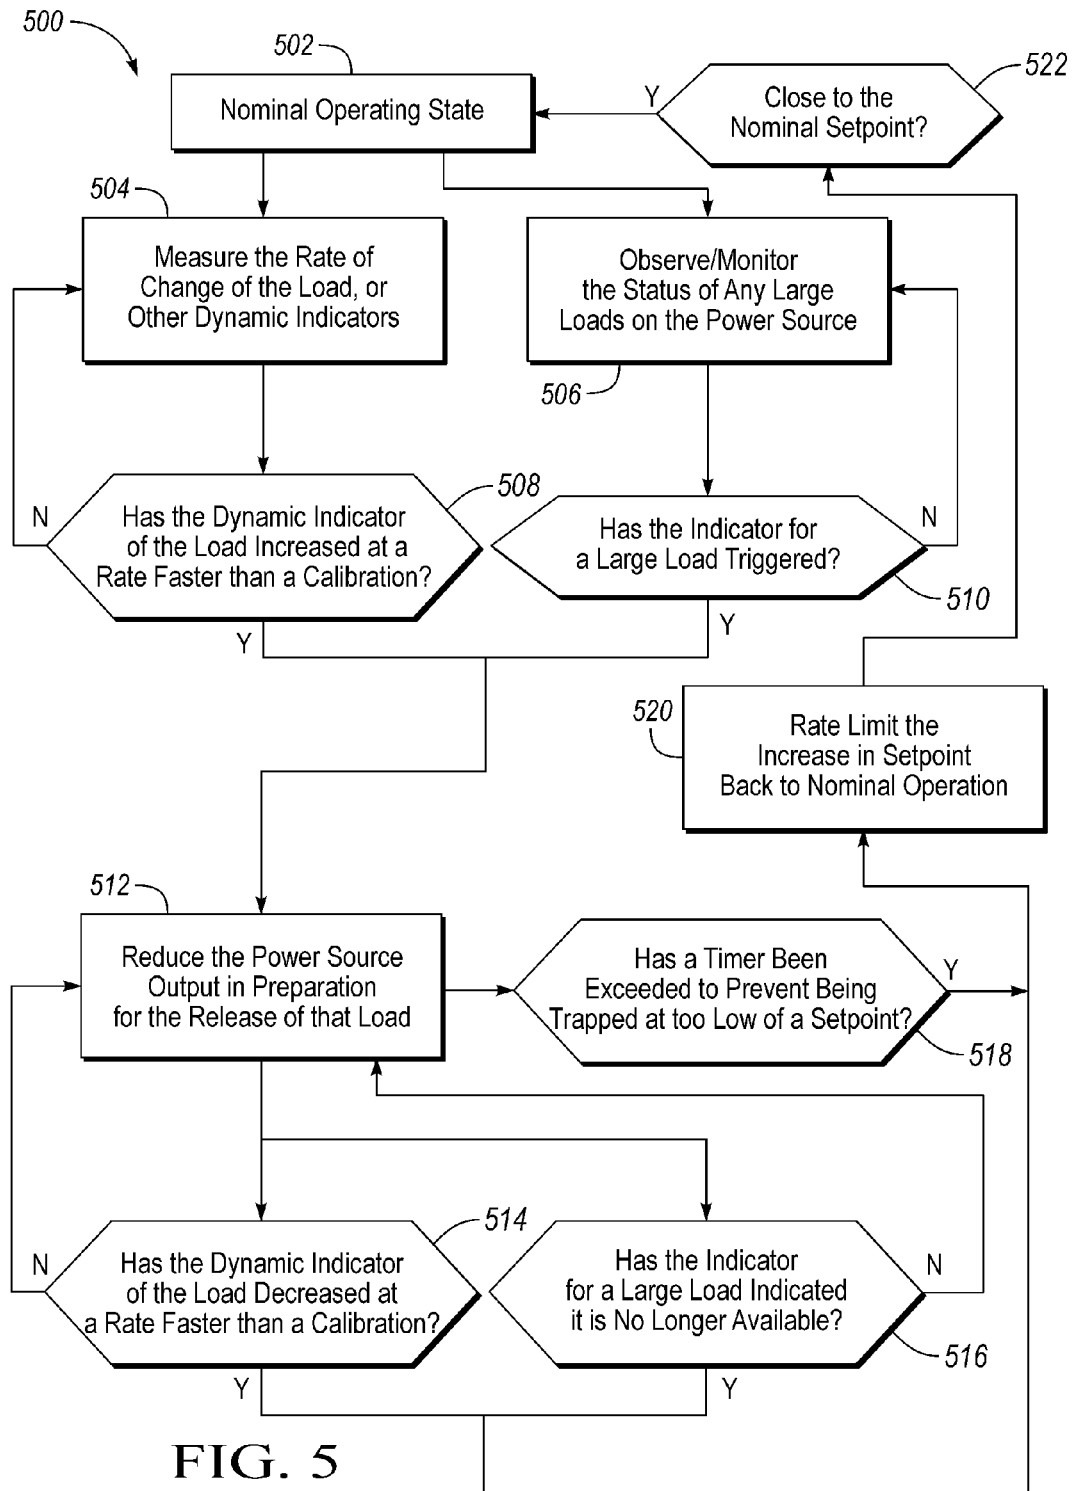 500
502
Nominal Operating State
Y
Close to the
Nominal Setpoint?
522
504
Measure the Rate of
Change of the Load, or
Other Dynamic Indicators
Observe/Monitor
the Status of Any Large
Loads on the Power Source
506
N
Has the Dynamic Indicator
of the Load Increased at a
Rate Faster than a Calibration?
508
Y
Has the Indicator for
a Large Load Triggered?
N
510
Y
520
Rate Limit the
Increase in Setpoint
Back to Nominal Operation
512
Reduce the Power Source
Output in Preparation
for the Release of that Load
Has a Timer Been
Exceeded to Prevent Being
Trapped at too Low of a Setpoint?
Y
518
N
Has the Dynamic Indicator
of the Load Decreased at
a Rate Faster than a Calibration?
514
Y
Has the Indicator
for a Large Load Indicated
it is No Longer Available?
N
516
Y
FIG. 5